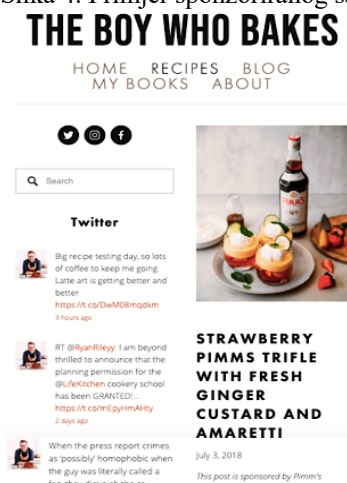 THE BOY WHO BAKES
HOME RECIPES BLOG
MY BOOKS ABOUT
Search
Twitter
Big recipe testing day, so lots
of coffee to keep me going.
Latte art is getting better and
better
https://t.co/DwM08mqdkm
3 hours ago
RT @RyanRileyy: I am beyond
thrilled to announce that the
planning permission for the
@LifeKitchen cookery school
has been GRANTED!...
https://t.co/mEpyHmAHty
2 days ago
When the press report crimes
as 'possibly' homophobic when
the guy was literally called a
PIMM'S
STRAWBERRY
PIMMS TRIFLE
WITH FRESH
GINGER
CUSTARD AND
AMARETTI
July 3, 2018
This post is sponsored by Pimm's